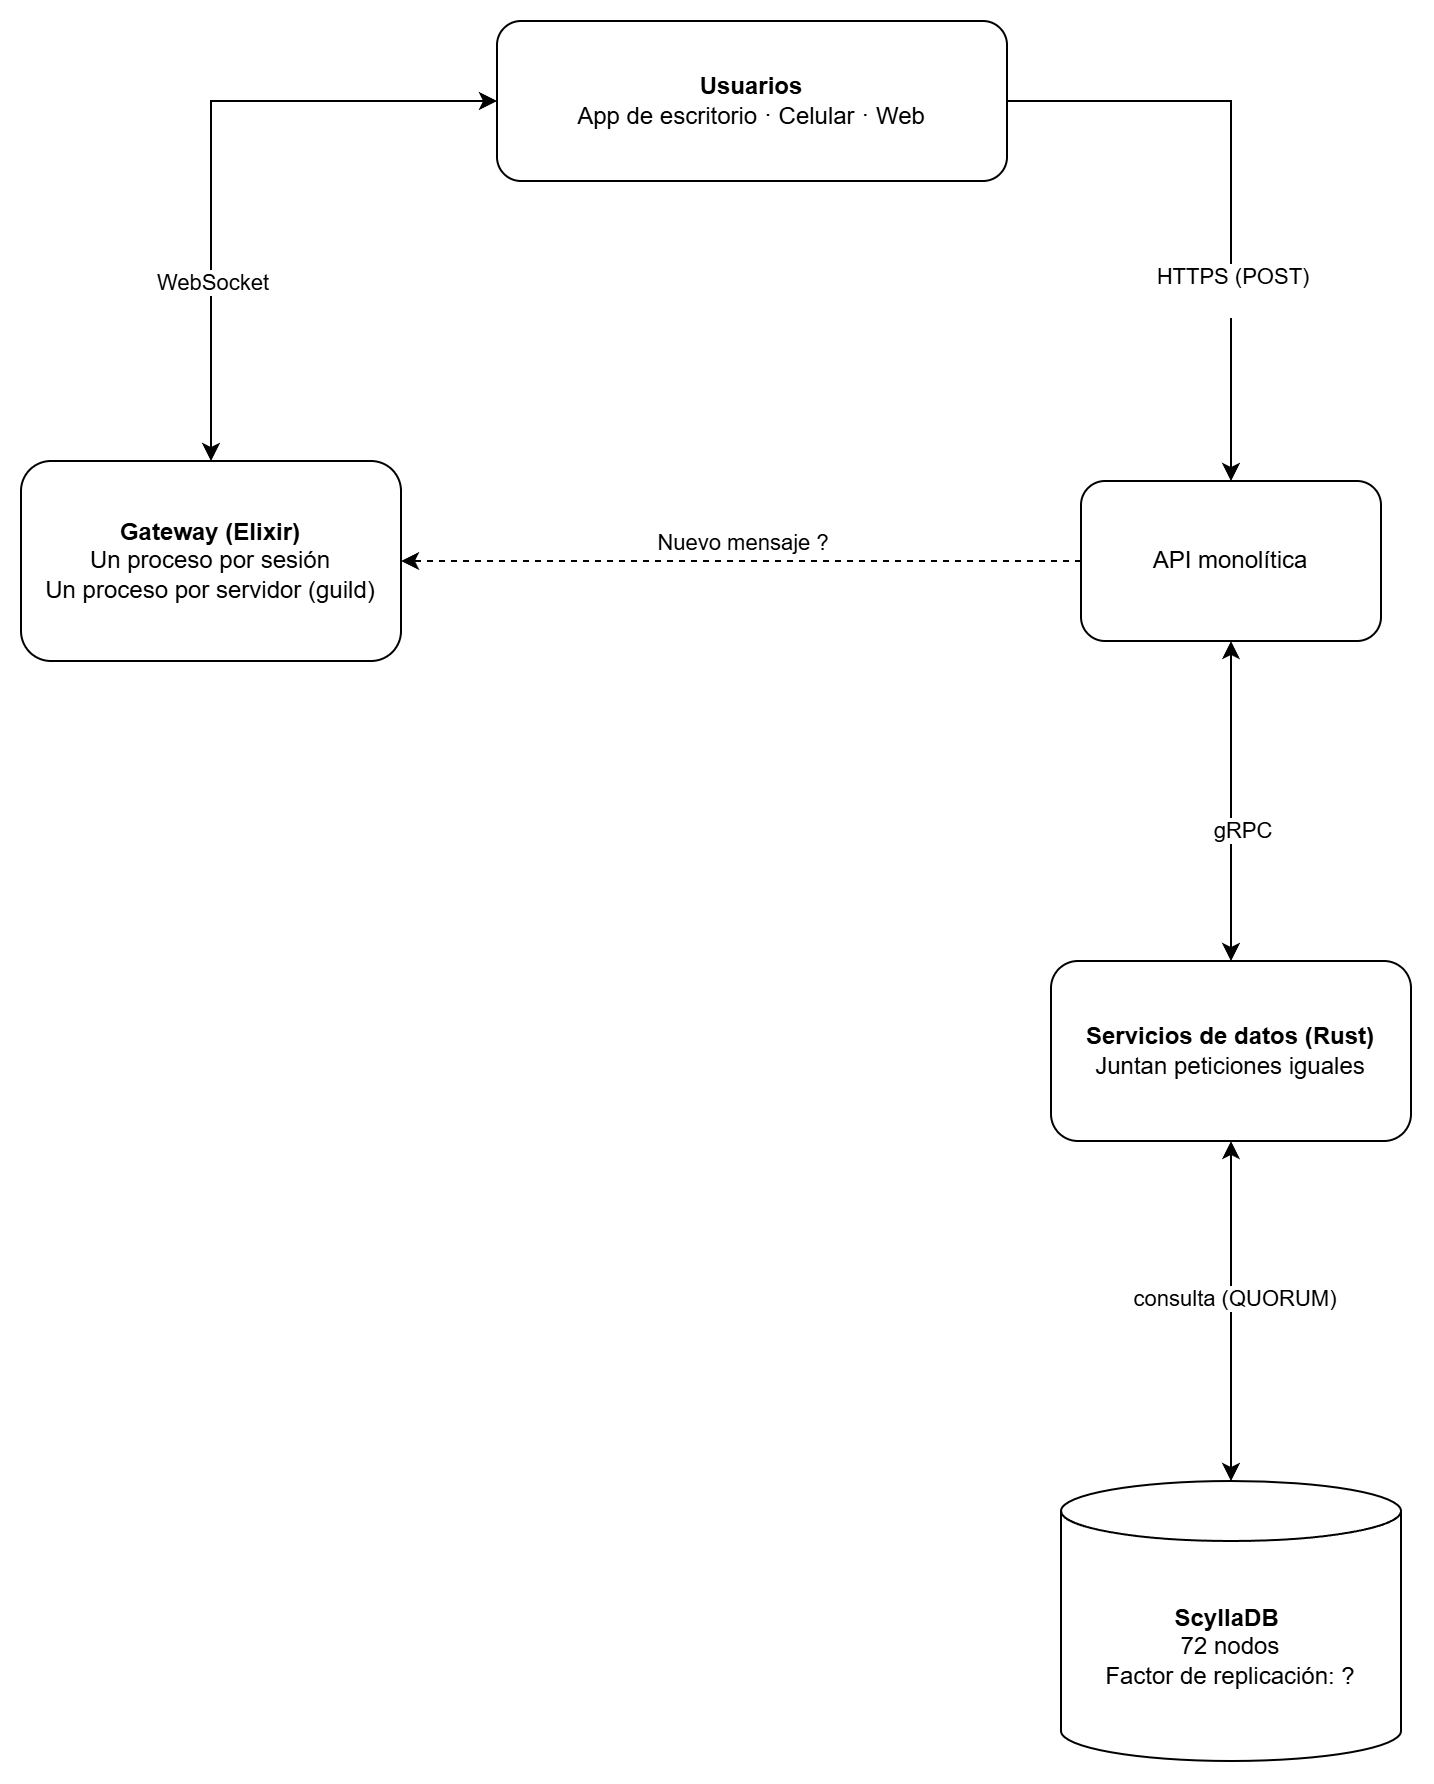 Usuarios
App de escritorio · Celular · Web
WebSocket
HTTPS (POST)
Gateway (Elixir)
Un proceso por sesión
Un proceso por servidor (guild)
Nuevo mensaje ?
API monolítica
gRPC
Servicios de datos (Rust)
Juntan peticiones iguales
consulta (QUORUM)
ScyllaDB
72 nodos
Factor de replicación: ?